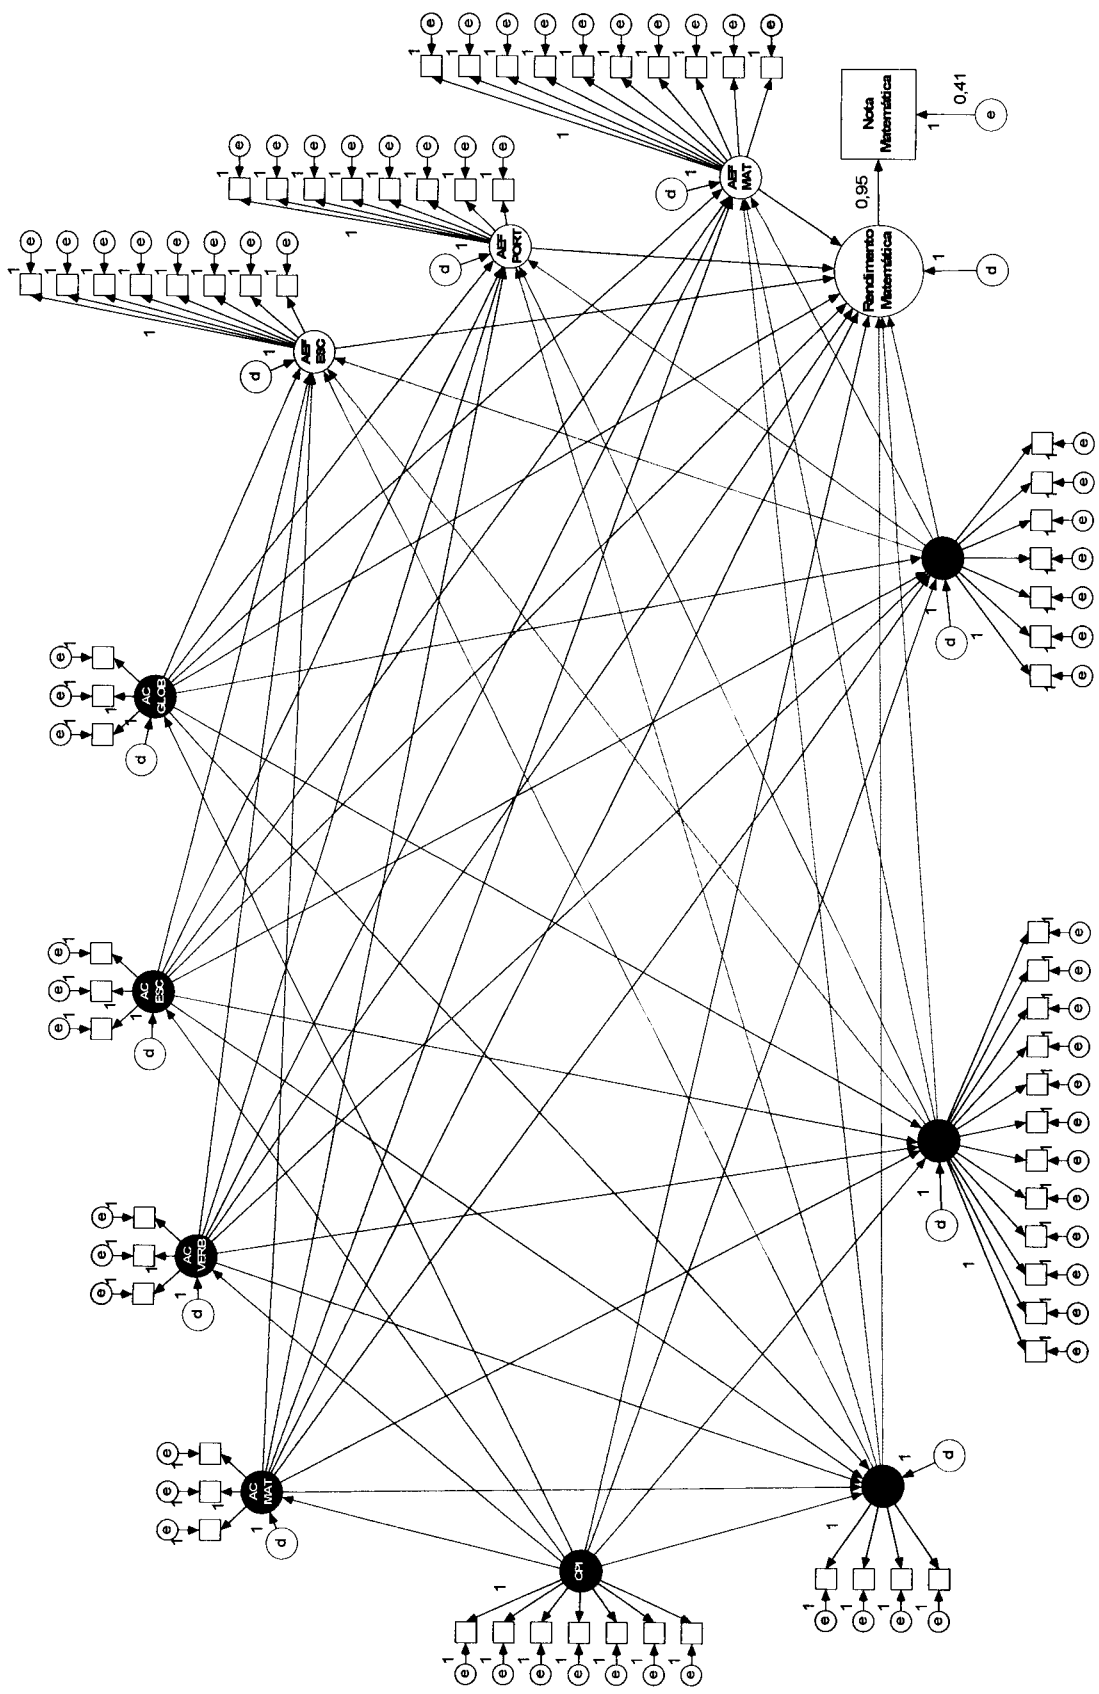 AEF
ESC
AEF
PORT
AEF
MAT
Nota
Matemática
0,95
0,41
Rendimento
Matemática
AC
GLOB
AC
ESC
AC
VERB
AC
MAT
CPI
e
d
1